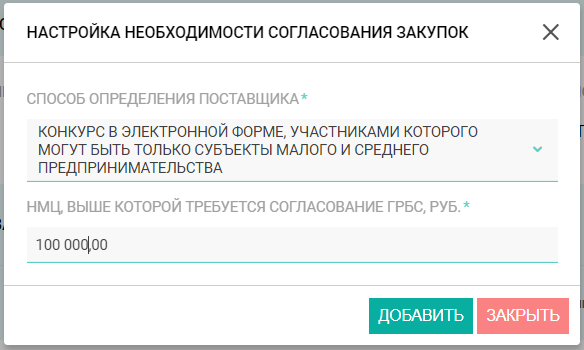 НАСТРОЙКА НЕОБХОДИМОСТИ СОГЛАСОВАНИЯ ЗАКУПОК
СПОСОБ ОПРЕДЕЛЕНИЯ ПОСТАВЩИКА*
КОНКУРС В ЭЛЕКТРОННОЙ ФОРМЕ, УЧАСТНИКАМИ КОТОРОГО
МОГУТ БЫТЬ ТОЛЬКО СУБЪЕКТЫ МАЛОГО И СРЕДНЕГО
ПРЕДПРИНИМАТЕЛЬСТВА
НМЦ, ВЫШЕ КОТОРОЙ ТРЕБУЕТСЯ СОГЛАСОВАНИЕ ГРБС, РУБ.*
100 000,00
ДОБАВИТЬ ЗАКРЫТЬ